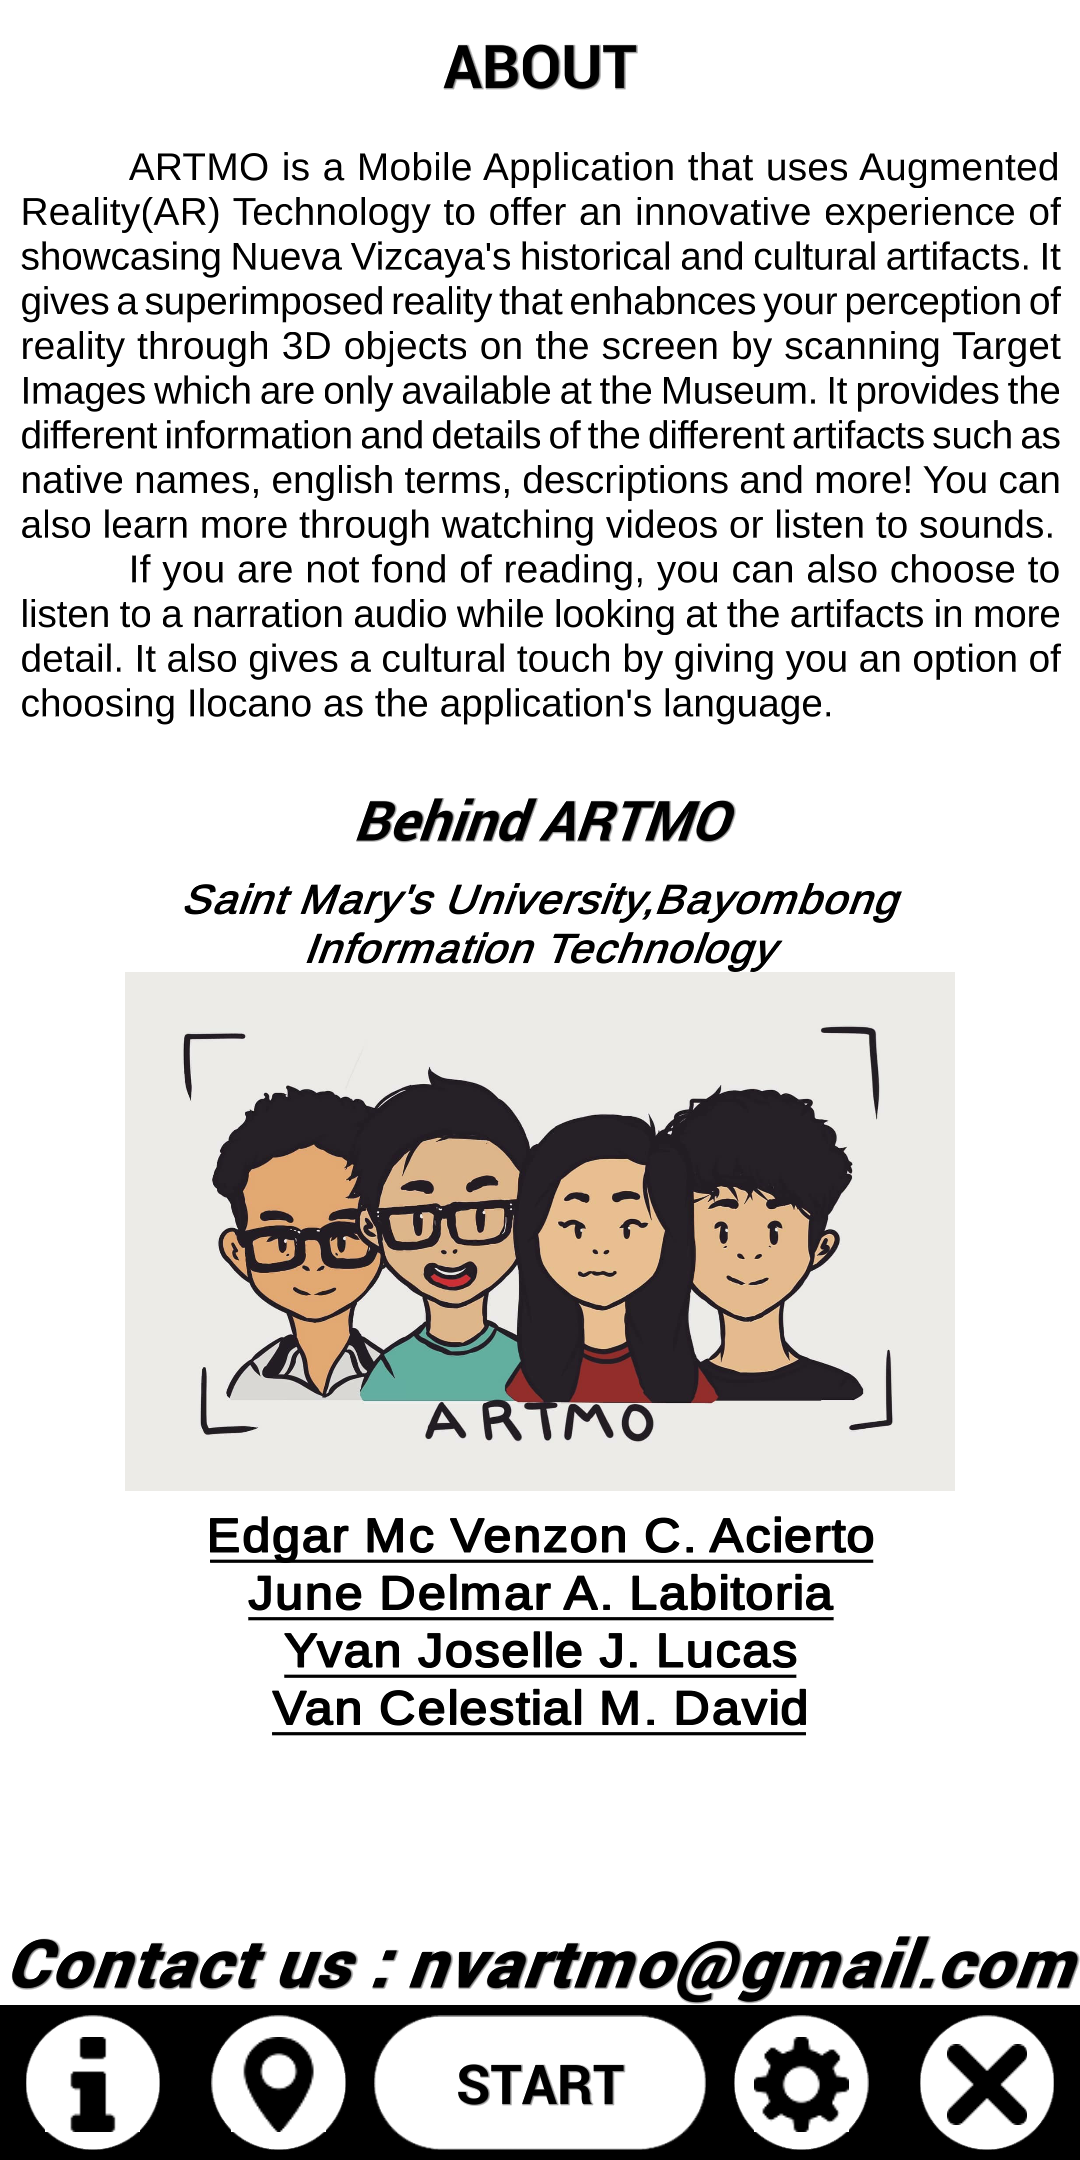 ABOUT
ARTMO is a Mobile Application that uses Augmented
Reality(AR) Technology to offer an innovative experience of
showcasing Nueva Vizcaya's historical and cultural artifacts. It
gives a superimposed reality that enhabnces your perception of
reality through 3D objects on the screen by scanning Target
Images which are only available at the Museum. It provides the
different information and details of the different artifacts such as
native names, english terms, descriptions and more! You can
also learn more through watching videos or listen to sounds.
If you are not fond of reading, you can also choose to
listen to a narration audio while looking at the artifacts in more
detail. It also gives a cultural touch by giving you an option of
choosing Ilocano as the application's language.
Behind ARTMO
Saint Mary's University,Bayombong
Information Technology
ARTMO
Edgar Mc Venzon C. Acierto
June Delmar A. Labitoria
Yvan Joselle J. Lucas
Van Celestial M. David
Contact us : nvartmo@gmail.com
START